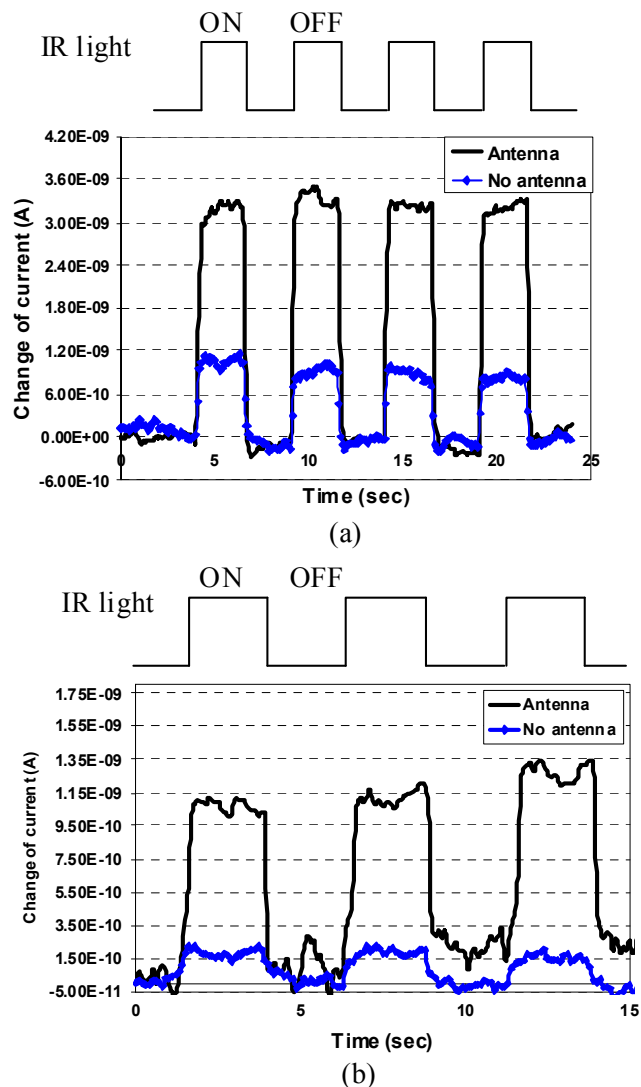 ON OFF
IR light
4.20E-09
3.60E-09
3.00E-09
2.40E-09
1.80E-09
1.20E-09
6.00E-10
0.00E+00
-6.00E-10
Change of current (A)
Antenna
No antenna
0 5 10 15 20 25
Time (sec)
(a)
ON OFF
IR light
1.75E-09
1.55E-09
1.35E-09
1.15E-09
9.50E-10
7.50E-10
5.50E-10
3.50E-10
1.50E-10
-5.00E-11
Change of current (A)
Antenna
No antenna
0 5 10 15
Time (sec)
(b)